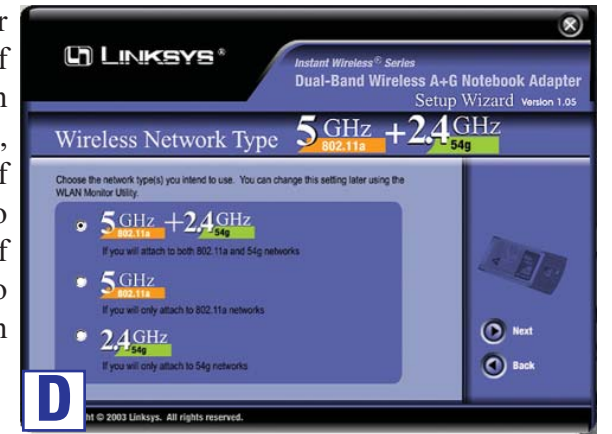 LINKSYS®
Instant Wireless® Series
Dual-Band Wireless A+G Notebook Adapter
Setup Wizard Version 1.05
Wireless Network Type 5 GHz 802.11a + 2.4 GHz 54g
Choose the network type(s) you intend to use. You can change this setting later using the
WLAN Monitor Utility.
5 GHz 802.11a + 2.4 GHz 54g
If you will attach to both 802.11a and 54g networks
5 GHz 802.11a
If you will only attach to 802.11a networks
2.4 GHz 54g
If you will only attach to 54g networks
Next
Back
D
ht © 2003 Linksys. All rights reserved.